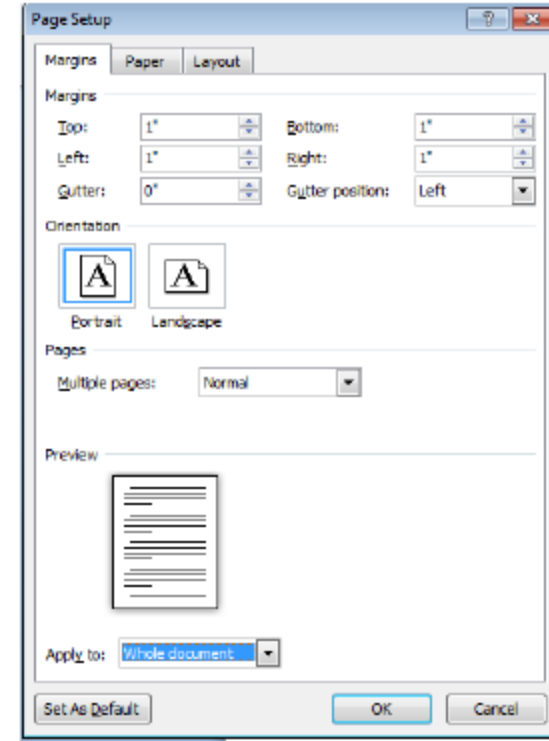 Page Setup
Margins Paper Layout
Margins
Top: 1" Bottom: 1"
Left: 1" Right: 1"
Gutter: 0" Gutter position: Left
Orientation
A A
Portrait Landscape
Pages
Multiple pages: Normal
Preview
Apply to: Whole document
Set As Default OK Cancel